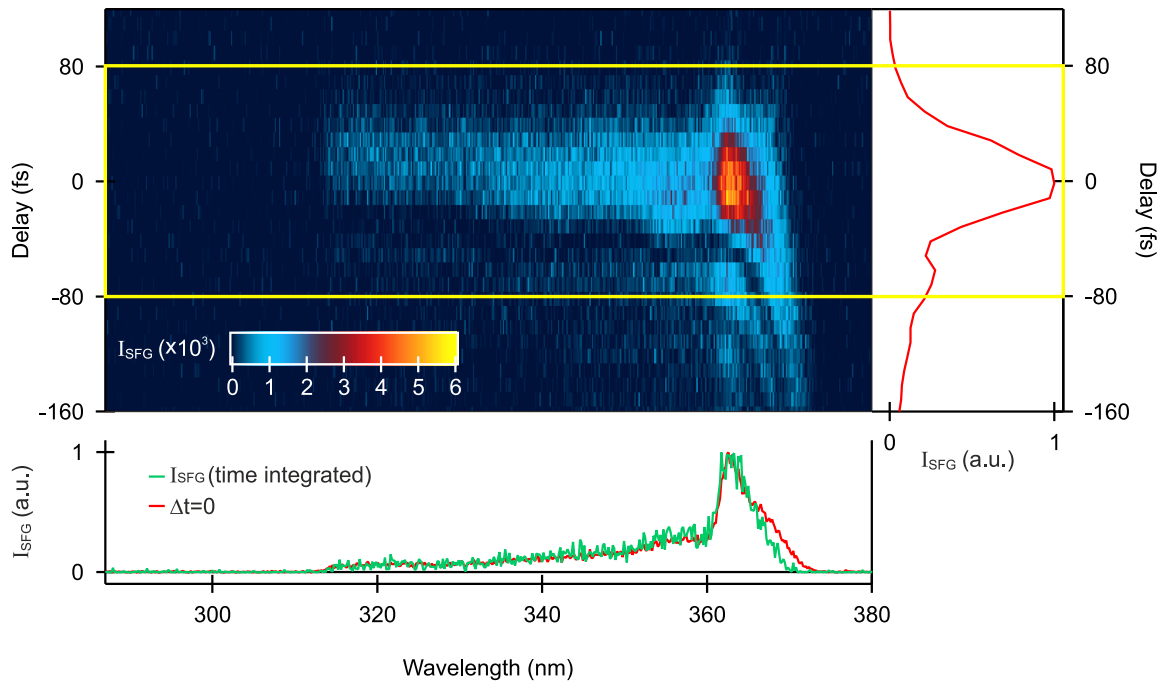 80
0
-80
-160
Delay (fs)
I_SFG (×10³)
0 1 2 3 4 5 6
80
0
-80
-160
Delay (fs)
0 1
I_SFG (a.u.)
1
0
I_SFG (a.u.)
I_SFG (time integrated)
Δt=0
300 320 340 360 380
Wavelength (nm)